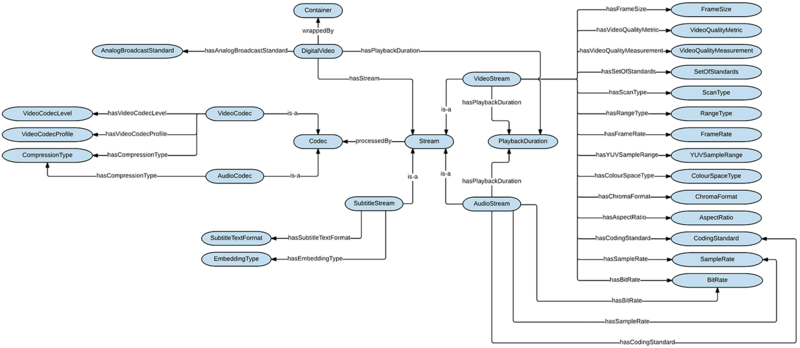 Container
hasFrameSize
FrameSize
wrappedBy
hasVideoQualityMetric
VideoQualityMetric
AnalogBroadcastStandard
hasAnalogBroadcastStandard
DigitalVideo
hasPlaybackDuration
hasVideoQualityMeasurement
VideoQualityMeasurement
hasStream
VideoStream
hasSetOfStandards
SetOfStandards
hasScanType
ScanType
hasPlaybackDuration
is-a
VideoCodecLevel
hasVideoCodecLevel
VideoCodec
is-a
hasRangeType
RangeType
VideoCodecProfile
hasVideoCodecProfile
hasFrameRate
FrameRate
Codec
processedBy
Stream
PlaybackDuration
CompressionType
hasCompressionType
hasYUVSampleRange
YUVSampleRange
hasCompressionType
AudioCodec
is-a
is-a
is-a
hasPlaybackDuration
hasColourSpaceType
ColourSpaceType
hasChromaFormat
ChromaFormat
SubtitleStream
AudioStream
hasAspectRatio
AspectRatio
SubtitleTextFormat
hasSubtitleTextFormat
hasCodingStandard
CodingStandard
EmbeddingType
hasEmbeddingType
hasSampleRate
SampleRate
hasBitRate
BitRate
hasBitRate
hasSampleRate
hasCodingStandard